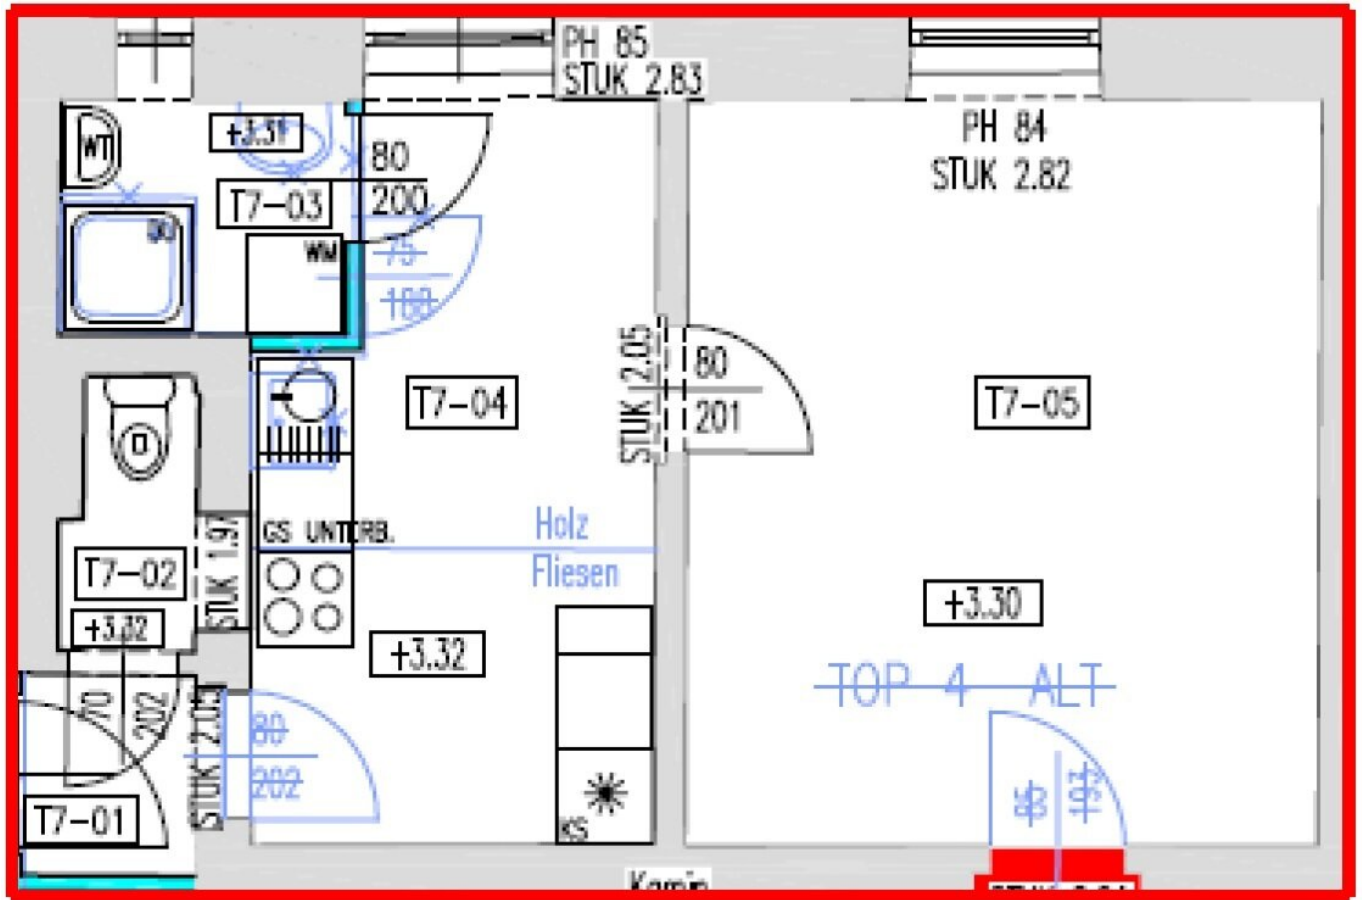 PH 85
STUK 2.83
PH 84
STUK 2.82
WT
+3.31
T7-03
80
200
WM
75
188
T7-04
STUK 2.05
80
201
T7-05
GS UNTERB.
Holz
Fliesen
STUK 1.97
T7-02
+3.32
+3.32
+3.30
TOP 4 ALT
70
202
STUK 2.05
80
202
T7-01
KS
85
193
Kamin